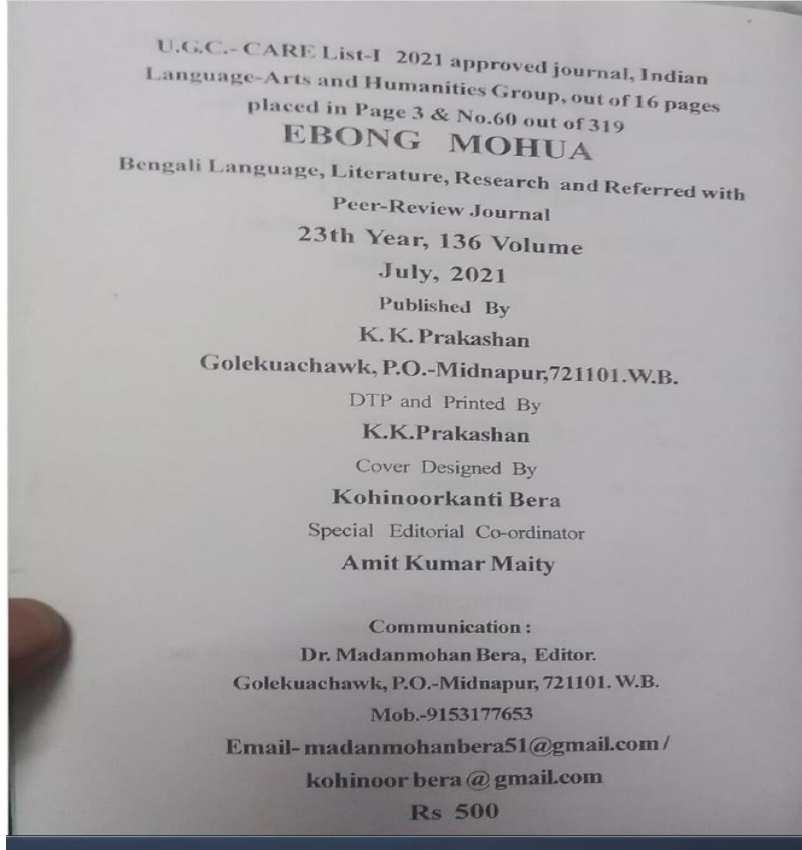 U.G.C.- CARE List-I 2021 approved journal, Indian
Language-Arts and Humanities Group, out of 16 pages
placed in Page 3 & No.60 out of 319
EBONG MOHUA
Bengali Language, Literature, Research and Referred with
Peer-Review Journal
23th Year, 136 Volume
July, 2021
Published By
K. K. Prakashan
Golekuachawk, P.O.-Midnapur,721101.W.B.
DTP and Printed By
K.K.Prakashan
Cover Designed By
Kohinoorkanti Bera
Special Editorial Co-ordinator
Amit Kumar Maity
Communication :
Dr. Madanmohan Bera, Editor.
Golekuachawk, P.O.-Midnapur, 721101. W.B.
Mob.-9153177653
Email- madanmohanbera51@gmail.com /
kohinoor bera @ gmail.com
Rs 500